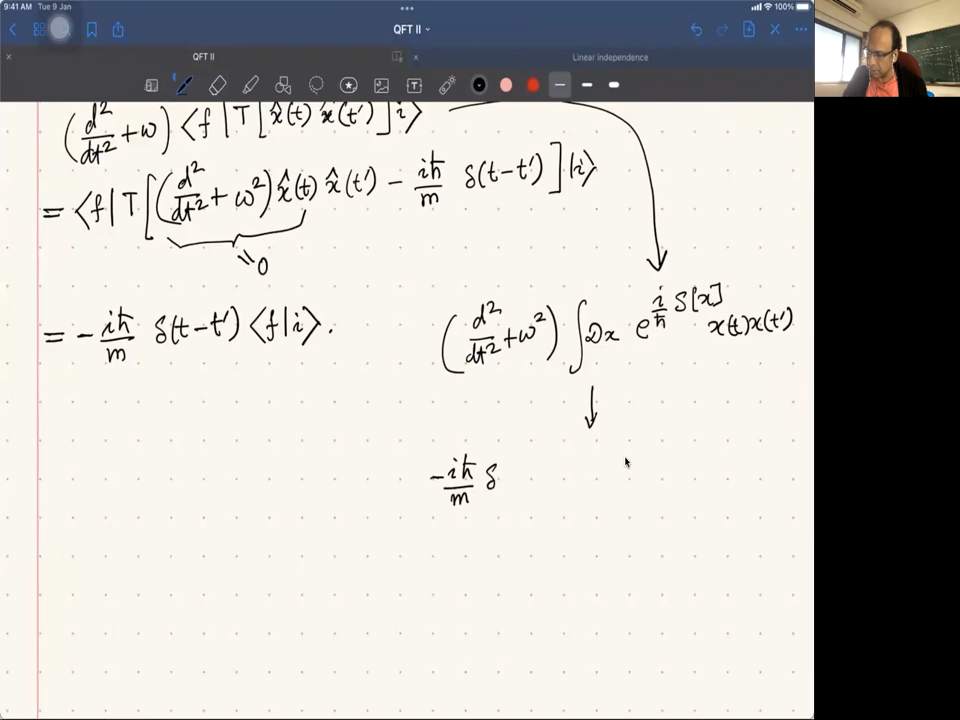 9:41 AM Tue 9 Jan
100%
QFT II
QFT II
Linear independence
(d²/dt² + ω) ⟨f|T[x̂(t) x̂(t')]|i⟩
= ⟨f|T[(d²/dt² + ω²) x̂(t) x̂(t') − iħ/m δ(t−t')]|i⟩
=0
= − iħ/m δ(t−t') ⟨f|i⟩.
(d²/dt² + ω²) ∫ 𝒟x e^{i/ħ S[x]} x(t)x(t')
−iħ/m δ